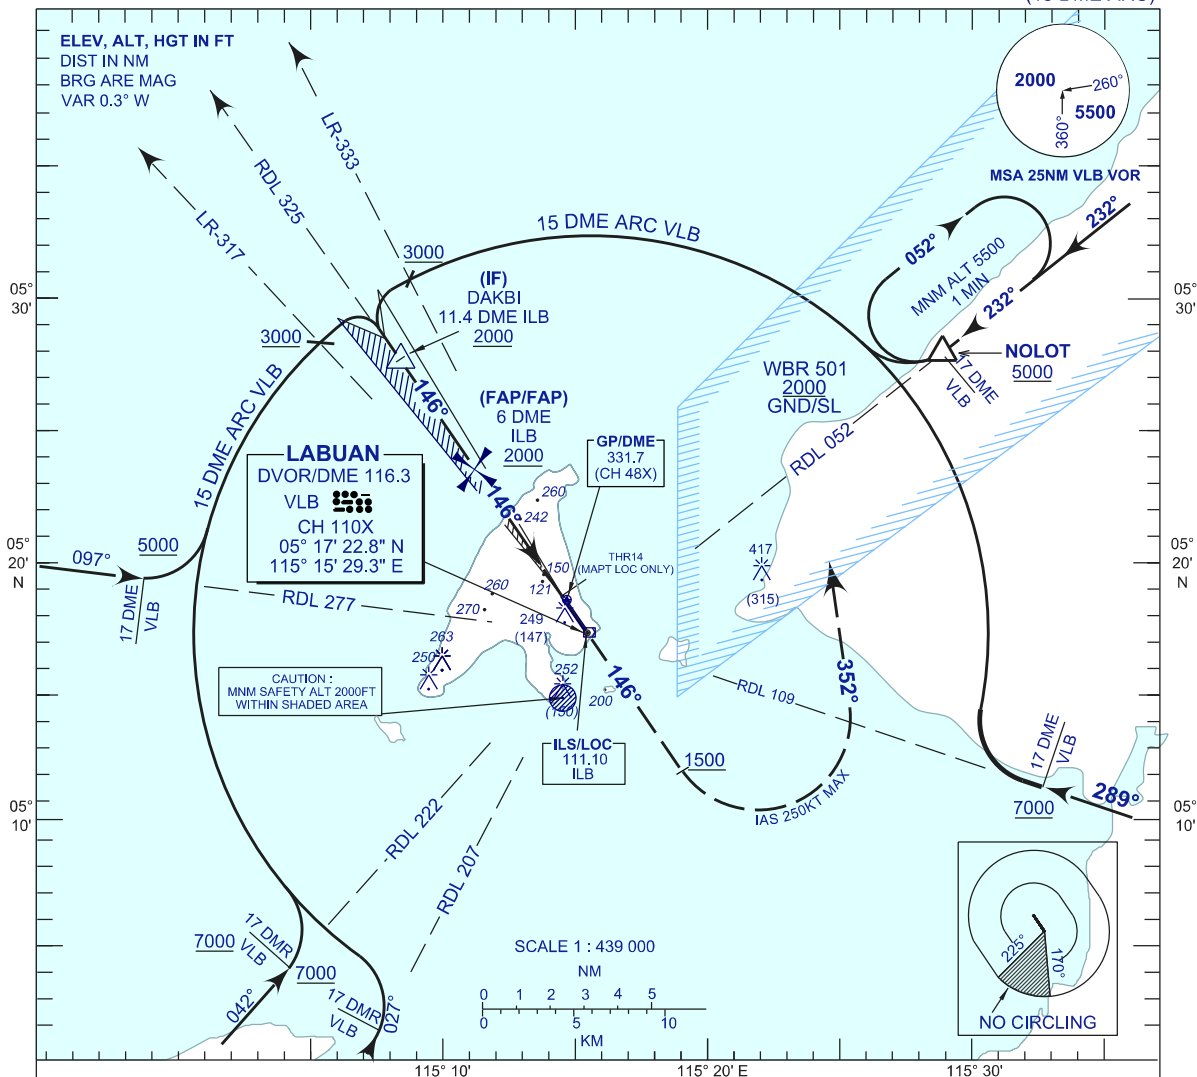 (15 DME ARC)
ELEV, ALT, HGT IN FT
DIST IN NM
BRG ARE MAG
VAR 0.3° W
2000
260°
5500
360°
MSA 25NM VLB VOR
LR-333
RDL 325
LR-317
15 DME ARC VLB
3000
(IF)
DAKBI
11.4 DME ILB
2000
3000
052°
MNM ALT 5500
1 MIN
232°
232°
NOLOT
5000
17 DME
VLB
05°
30'
05°
30'
146°
(FAP/FAP)
6 DME
ILB
2000
WBR 501
2000
GND/SL
RDL 052
15 DME ARC VLB
LABUAN
DVOR/DME 116.3
VLB
CH 110X
05° 17' 22.8" N
115° 15' 29.3" E
GP/DME
331.7
(CH 48X)
146°
260
242
THR14
(MAPT LOC ONLY)
150
121
260
270
249
(147)
417
(315)
05°
20'
N
05°
20'
N
097°
5000
17 DME
VLB
RDL 277
263
250
252
(150)
200
CAUTION :
MNM SAFETY ALT 2000FT
WITHIN SHADED AREA
ILS/LOC
111.10
ILB
146°
1500
352°
IAS 250KT MAX
RDL 109
17 DME
VLB
289°
7000
05°
10'
05°
10'
RDL 222
RDL 207
7000
17 DMR
VLB
042°
7000
17 DMR
VLB
027°
SCALE 1 : 439 000
NM
0 1 2 3 4 5
0 5 10
KM
225°
170°
NO CIRCLING
115° 10'
115° 20' E
115° 30'